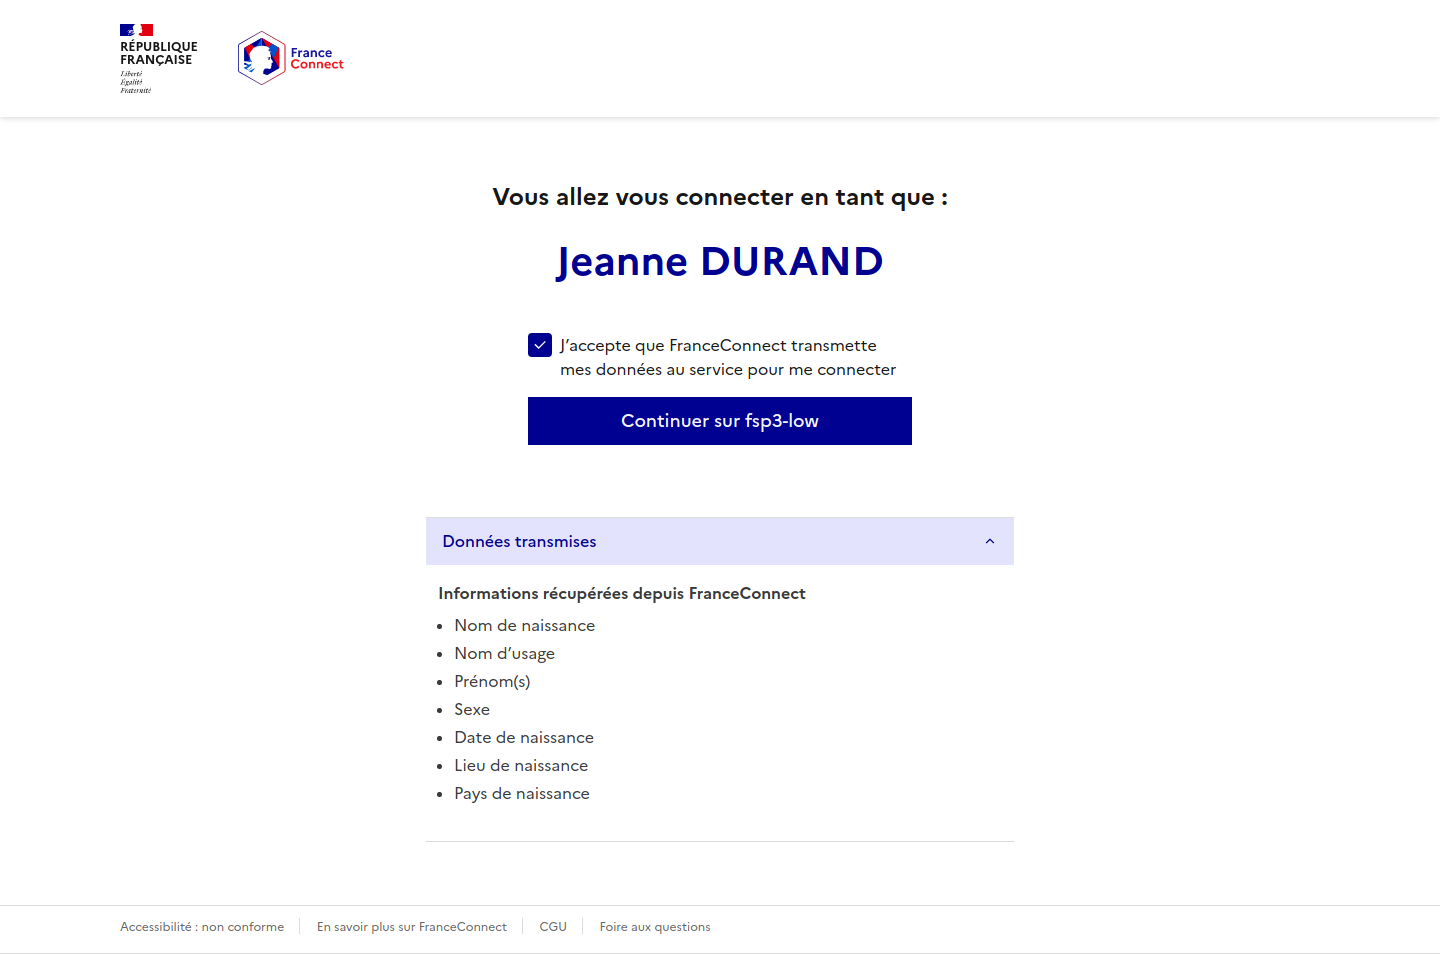 RÉPUBLIQUE
FRANÇAISE
Liberté
Égalité
Fraternité
France
Connect
Vous allez vous connecter en tant que :
Jeanne DURAND
J’accepte que FranceConnect transmette
mes données au service pour me connecter
Continuer sur fsp3-low
Données transmises
Informations récupérées depuis FranceConnect
Nom de naissance
Nom d’usage
Prénom(s)
Sexe
Date de naissance
Lieu de naissance
Pays de naissance
Accessibilité : non conforme
En savoir plus sur FranceConnect
CGU
Foire aux questions